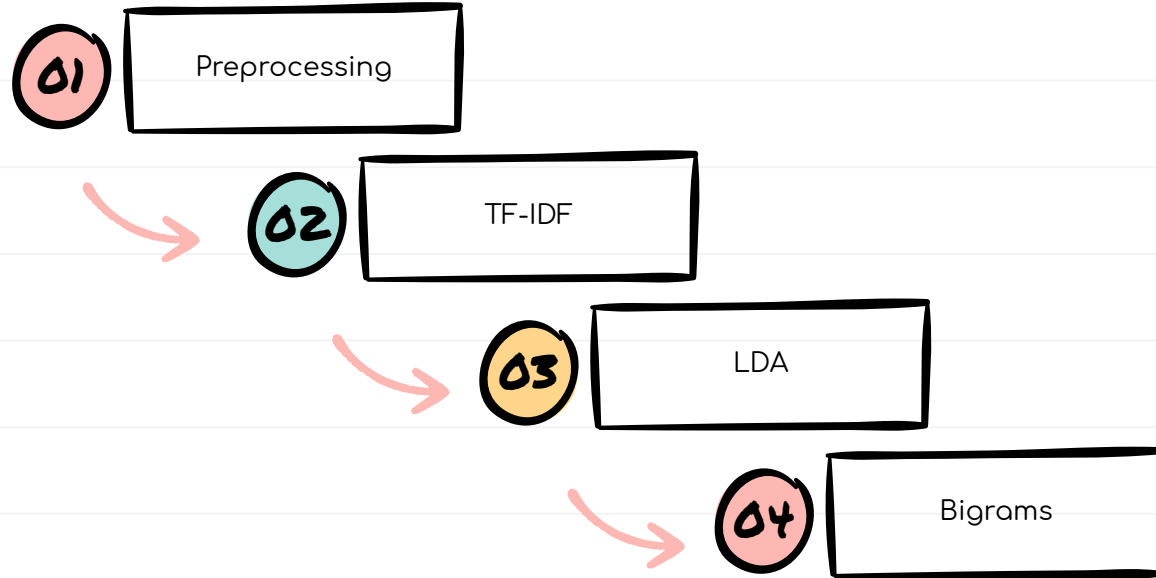 01
Preprocessing
02
TF-IDF
03
LDA
04
Bigrams